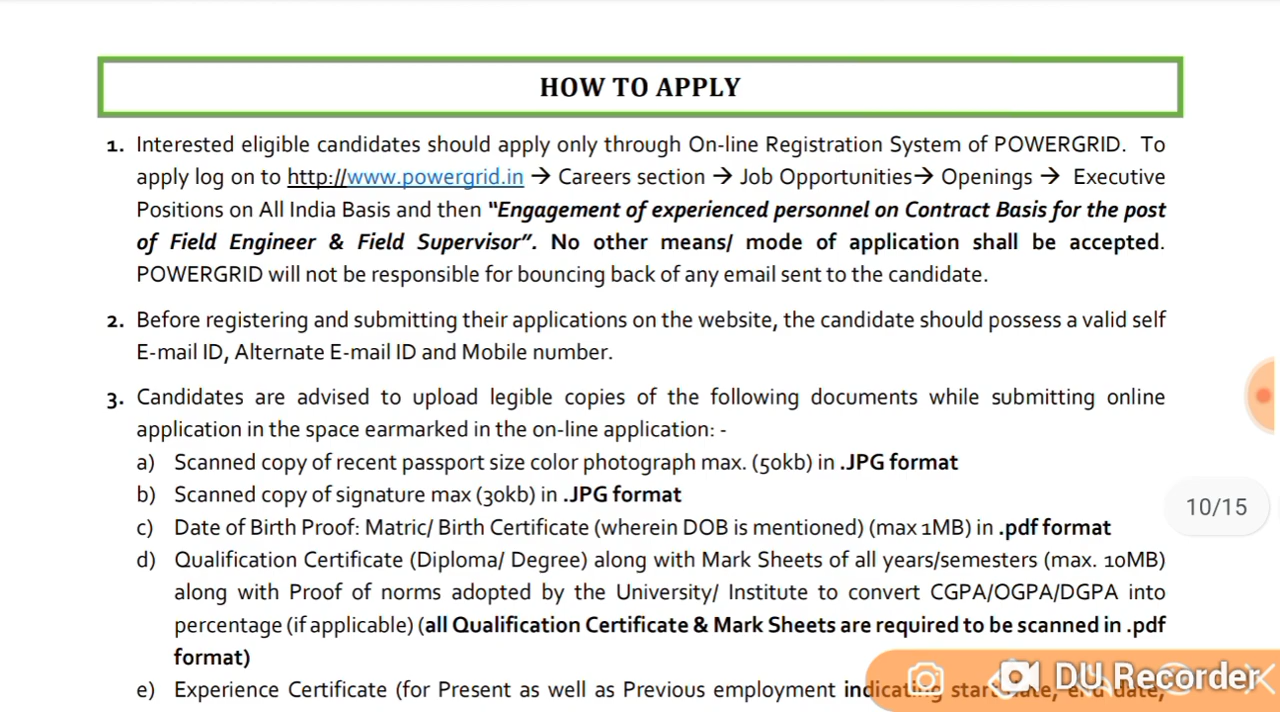 HOW TO APPLY
1. Interested eligible candidates should apply only through On-line Registration System of POWERGRID. To
apply log on to http://www.powergrid.in → Careers section → Job Opportunities→ Openings → Executive
Positions on All India Basis and then "Engagement of experienced personnel on Contract Basis for the post
of Field Engineer & Field Supervisor". No other means/ mode of application shall be accepted.
POWERGRID will not be responsible for bouncing back of any email sent to the candidate.
2. Before registering and submitting their applications on the website, the candidate should possess a valid self
E-mail ID, Alternate E-mail ID and Mobile number.
3. Candidates are advised to upload legible copies of the following documents while submitting online
application in the space earmarked in the on-line application: -
a) Scanned copy of recent passport size color photograph max. (50kb) in .JPG format
b) Scanned copy of signature max (30kb) in .JPG format
c) Date of Birth Proof: Matric/ Birth Certificate (wherein DOB is mentioned) (max 1MB) in .pdf format
10/15
d) Qualification Certificate (Diploma/ Degree) along with Mark Sheets of all years/semesters (max. 10MB)
along with Proof of norms adopted by the University/ Institute to convert CGPA/OGPA/DGPA into
percentage (if applicable) (all Qualification Certificate & Mark Sheets are required to be scanned in .pdf
format)
e) Experience Certificate (for Present as well as Previous employment indicating start date, end date,
DU Recorder